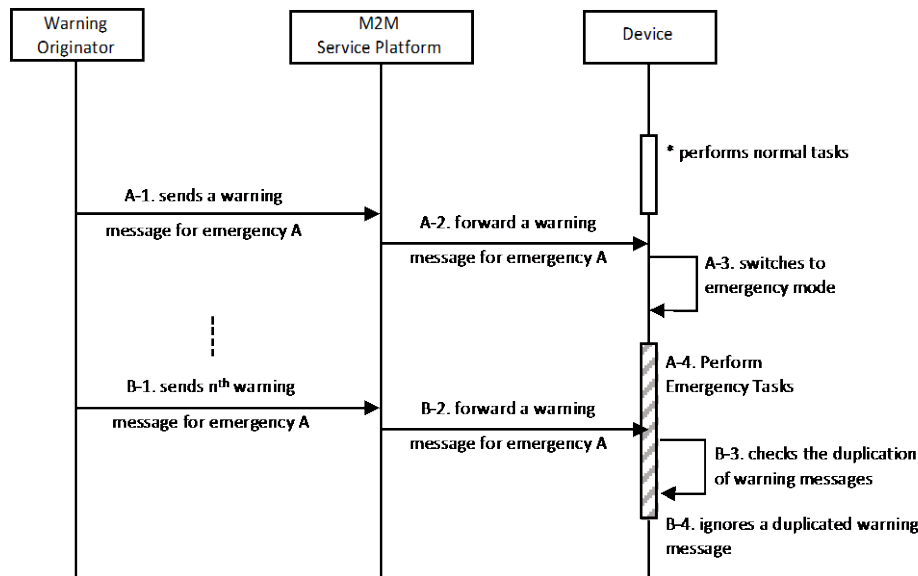 Warning
Originator
M2M
Service Platform
Device
* performs normal tasks
A-1. sends a warning
message for emergency A
A-2. forward a warning
message for emergency A
A-3. switches to
emergency mode
A-4. Perform
Emergency Tasks
B-1. sends nth warning
message for emergency A
B-2. forward a warning
message for emergency A
B-3. checks the duplication
of warning messages
B-4. ignores a duplicated warning
message